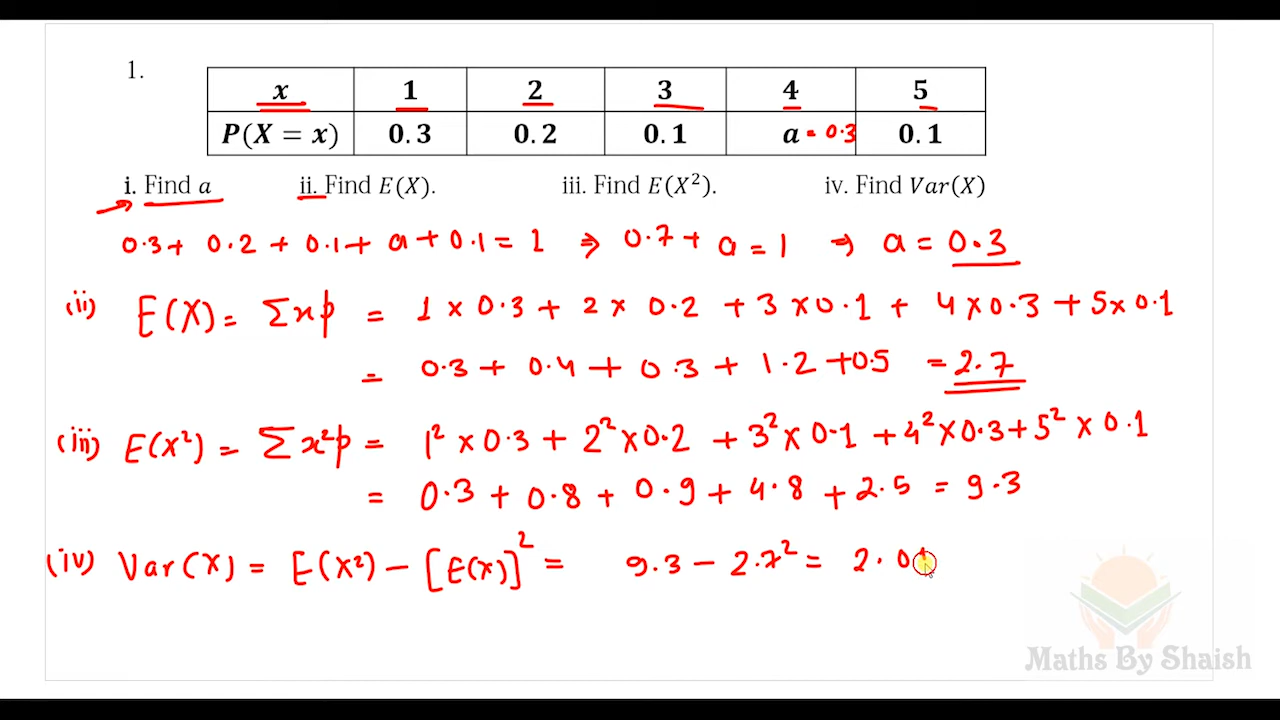 1.
x 1 2 3 4 5
P(X = x) 0.3 0.2 0.1 a = 0.3 0.1
i. Find a ii. Find E(X). iii. Find E(X²). iv. Find Var(X)
0.3 + 0.2 + 0.1 + a + 0.1 = 1 ⇒ 0.7 + a = 1 ⇒ a = 0.3
(ii) E(X) = Σxp = 1 × 0.3 + 2 × 0.2 + 3 × 0.1 + 4 × 0.3 + 5 × 0.1
= 0.3 + 0.4 + 0.3 + 1.2 + 0.5 = 2.7
(iii) E(X²) = Σx²p = 1² × 0.3 + 2² × 0.2 + 3² × 0.1 + 4² × 0.3 + 5² × 0.1
= 0.3 + 0.8 + 0.9 + 4.8 + 2.5 = 9.3
(iv) Var(X) = E(X²) − [E(X)]² = 9.3 − 2.7² = 2.0
Maths By Shaish